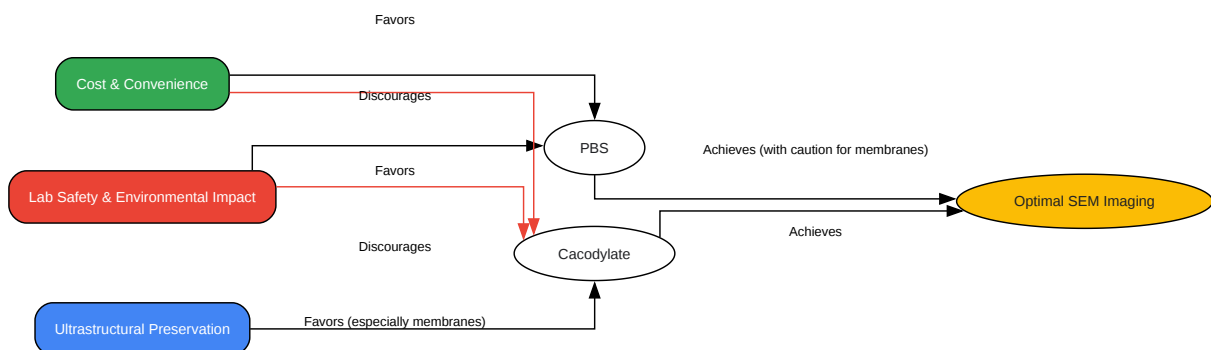 Favors
Cost & Convenience
Discourages
PBS
Achieves (with caution for membranes)
Favors
Lab Safety & Environmental Impact
Optimal SEM Imaging
Achieves
Discourages
Cacodylate
Favors (especially membranes)
Ultrastructural Preservation